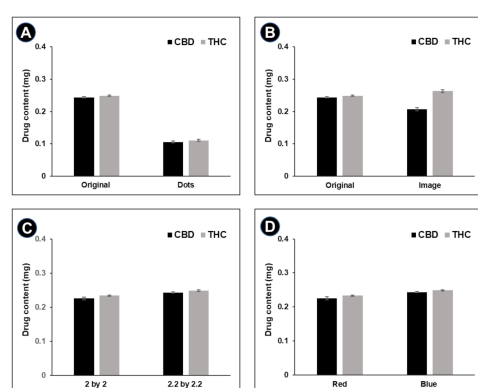 A
CBD THC
0.4
0.3
0.2
0.1
0
Drug content (mg)
Original Dots
B
CBD THC
0.4
0.3
0.2
0.1
0
Drug content (mg)
Original Image
C
CBD THC
0.4
0.3
0.2
0.1
0
Drug content (mg)
2 by 2 2.2 by 2.2
D
CBD THC
0.4
0.3
0.2
0.1
0
Drug content (mg)
Red Blue